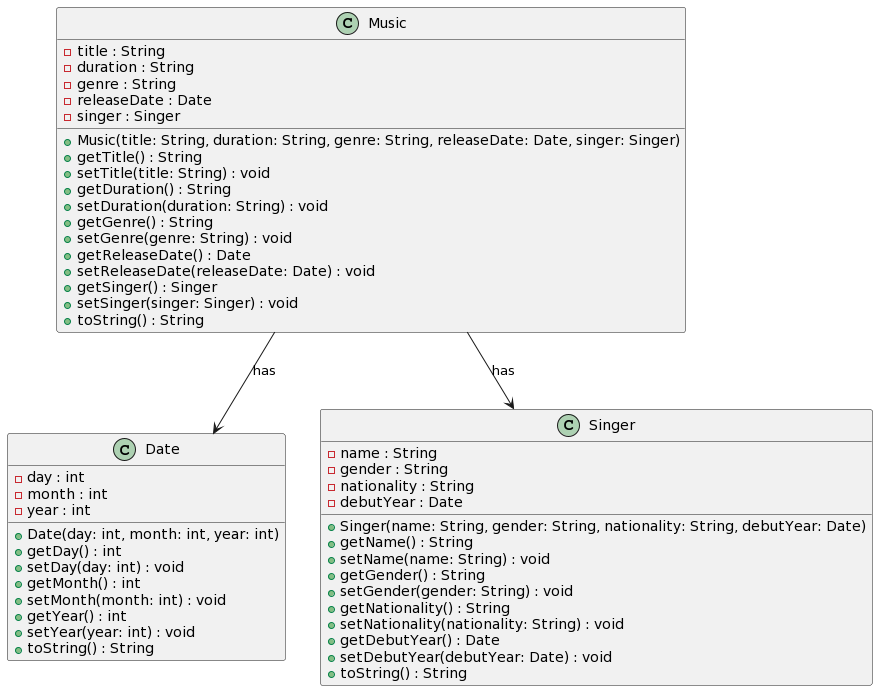 C Music
title : String
duration : String
genre : String
releaseDate : Date
singer : Singer
Music(title: String, duration: String, genre: String, releaseDate: Date, singer: Singer)
getTitle() : String
setTitle(title: String) : void
getDuration() : String
setDuration(duration: String) : void
getGenre() : String
setGenre(genre: String) : void
getReleaseDate() : Date
setReleaseDate(releaseDate: Date) : void
getSinger() : Singer
setSinger(singer: Singer) : void
toString() : String
has
has
C Date
day : int
month : int
year : int
Date(day: int, month: int, year: int)
getDay() : int
setDay(day: int) : void
getMonth() : int
setMonth(month: int) : void
getYear() : int
setYear(year: int) : void
toString() : String
C Singer
name : String
gender : String
nationality : String
debutYear : Date
Singer(name: String, gender: String, nationality: String, debutYear: Date)
getName() : String
setName(name: String) : void
getGender() : String
setGender(gender: String) : void
getNationality() : String
setNationality(nationality: String) : void
getDebutYear() : Date
setDebutYear(debutYear: Date) : void
toString() : String